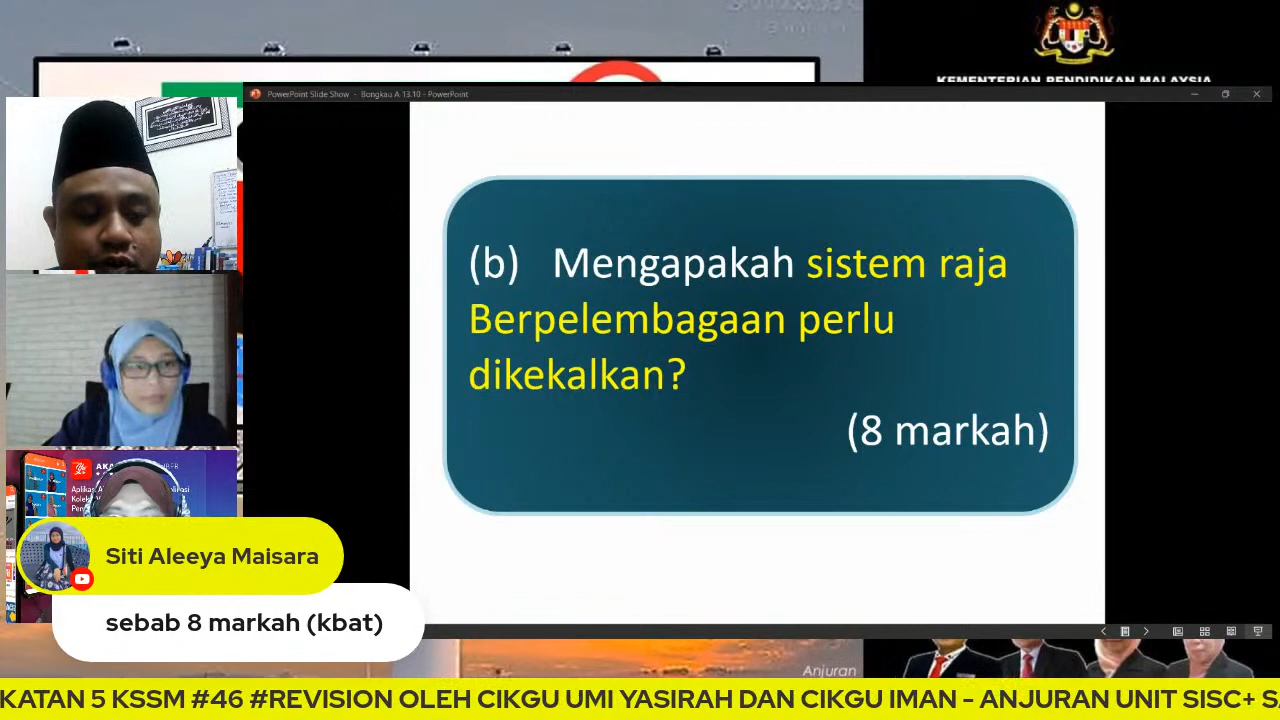 KEMENTERIAN PENDIDIKAN MALAYSIA
PowerPoint Slide Show - Bongkau A 13.10 - PowerPoint
(b) Mengapakah sistem raja
Berpelembagaan perlu
dikekalkan?
(8 markah)
Siti Aleeya Maisara
sebab 8 markah (kbat)
Anjuran
KATAN 5 KSSM #46 #REVISION OLEH CIKGU UMI YASIRAH DAN CIKGU IMAN - ANJURAN UNIT SISC+ S